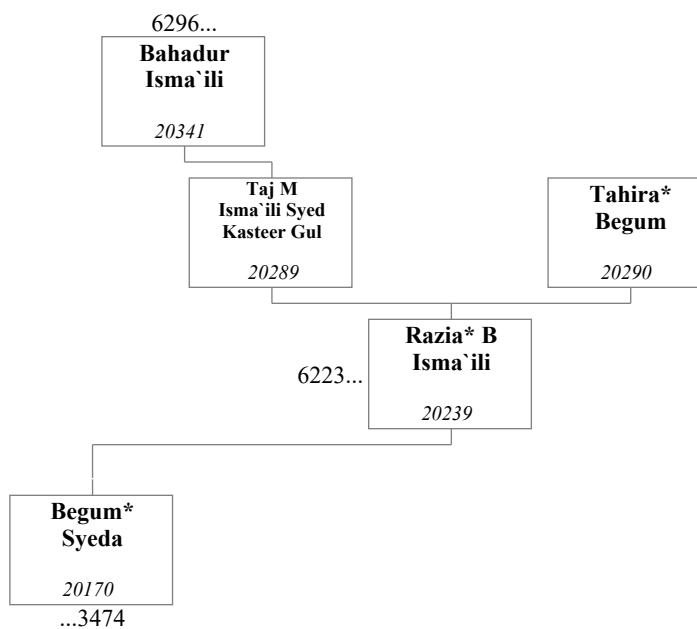 6296...
Bahadur
Isma`ili
20341
Taj M
Isma`ili Syed
Kasteer Gul
20289
Tahira*
Begum
20290
Razia* B
Isma`ili
20239
6223...
Begum*
Syeda
20170
...3474